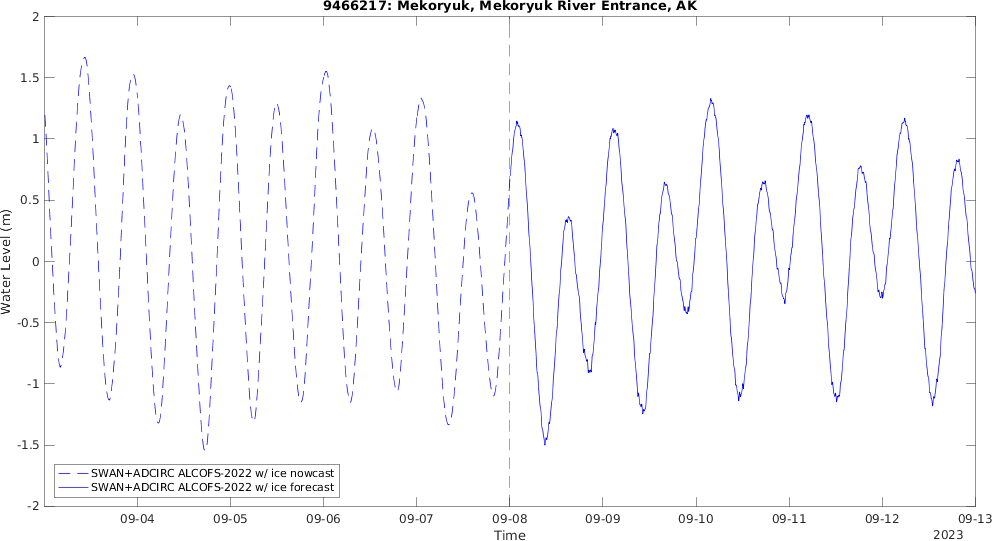 9466217: Mekoryuk, Mekoryuk River Entrance, AK
2
1.5
1
0.5
0
-0.5
-1
-1.5
-2
Water Level (m)
SWAN+ADCIRC ALCOFS-2022 w/ ice nowcast
SWAN+ADCIRC ALCOFS-2022 w/ ice forecast
09-04 09-05 09-06 09-07 09-08 09-09 09-10 09-11 09-12 09-13
Time
2023